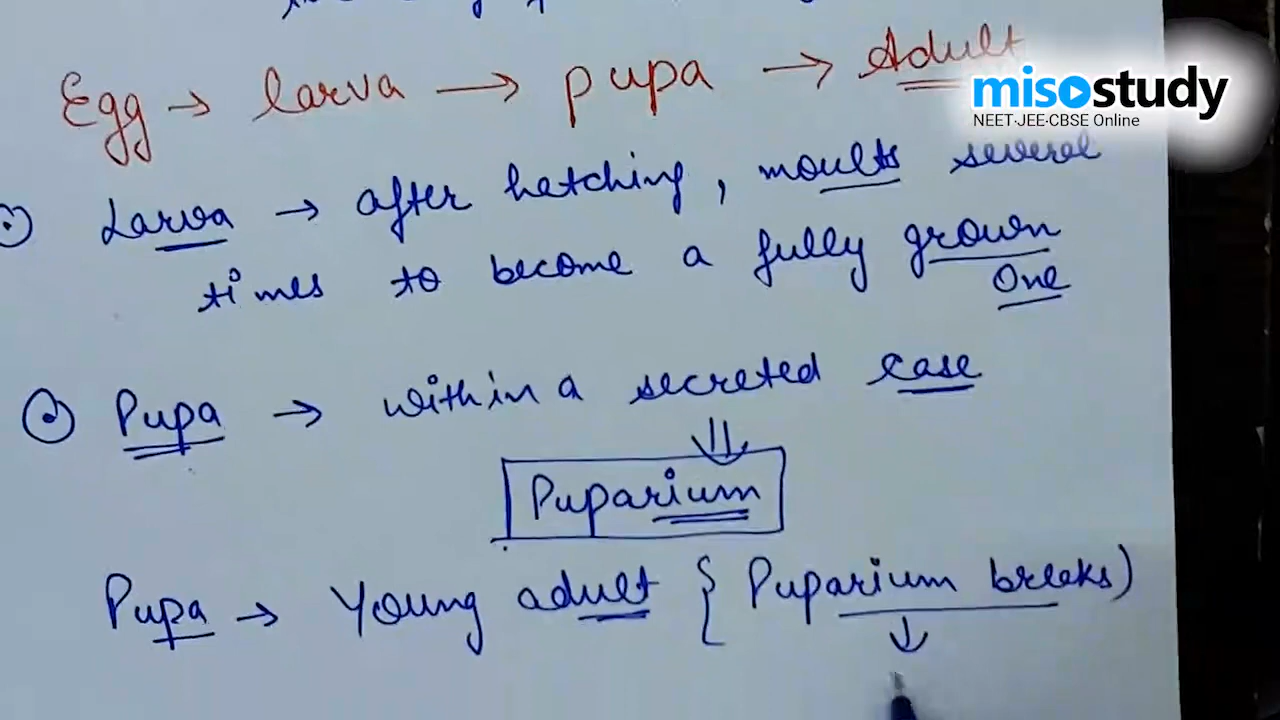 Egg → larva → pupa → Adult
misostudy
NEET-JEE-CBSE Online
Larva → after hatching, moults several
times to become a fully grown
One
Pupa → within a secreted case
Puparium
Pupa → Young adult { Puparium breaks)